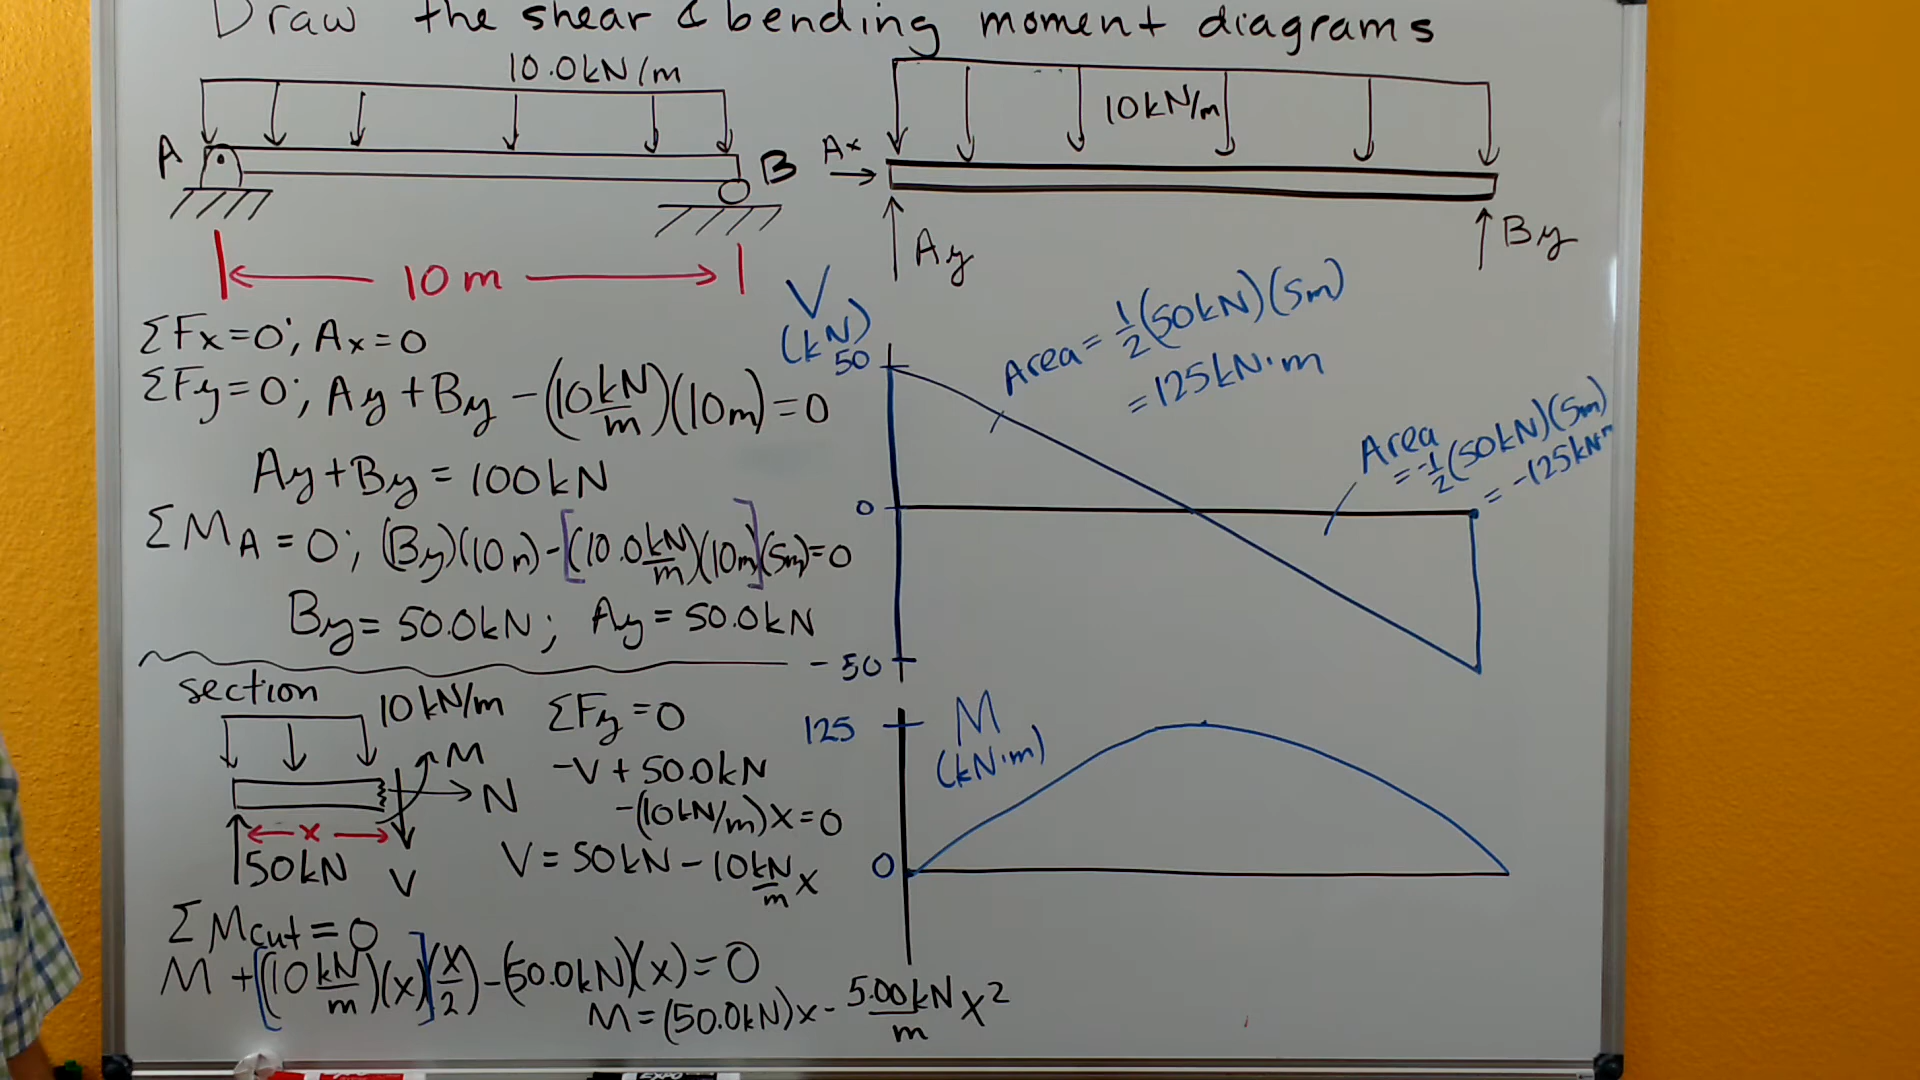 Draw the shear & bending moment diagrams
10.0kN/m
A
B
10m
10kN/m
Ax
Ay
By
ΣFx=0; Ax=0
ΣFy=0; Ay+By-(10kN/m)(10m)=0
Ay+By=100kN
ΣMA=0; (By)(10m)-[(10.0kN/m)(10m)](5m)=0
By=50.0kN; Ay=50.0kN
section
10kN/m
M
N
x
50kN
V
ΣFy=0
-V+50.0kN
-(10kN/m)x=0
V=50kN-10kN/m x
ΣMcut=0
M+[(10kN/m)(x)](x/2)-(50.0kN)(x)=0
M=(50.0kN)x-5.00kN/m x²
V
(kN)
50
0
-50
Area=1/2(50kN)(5m)
=125kN·m
Area
=-1/2(50kN)(5m)
=-125kNm
M
(kN·m)
125
0